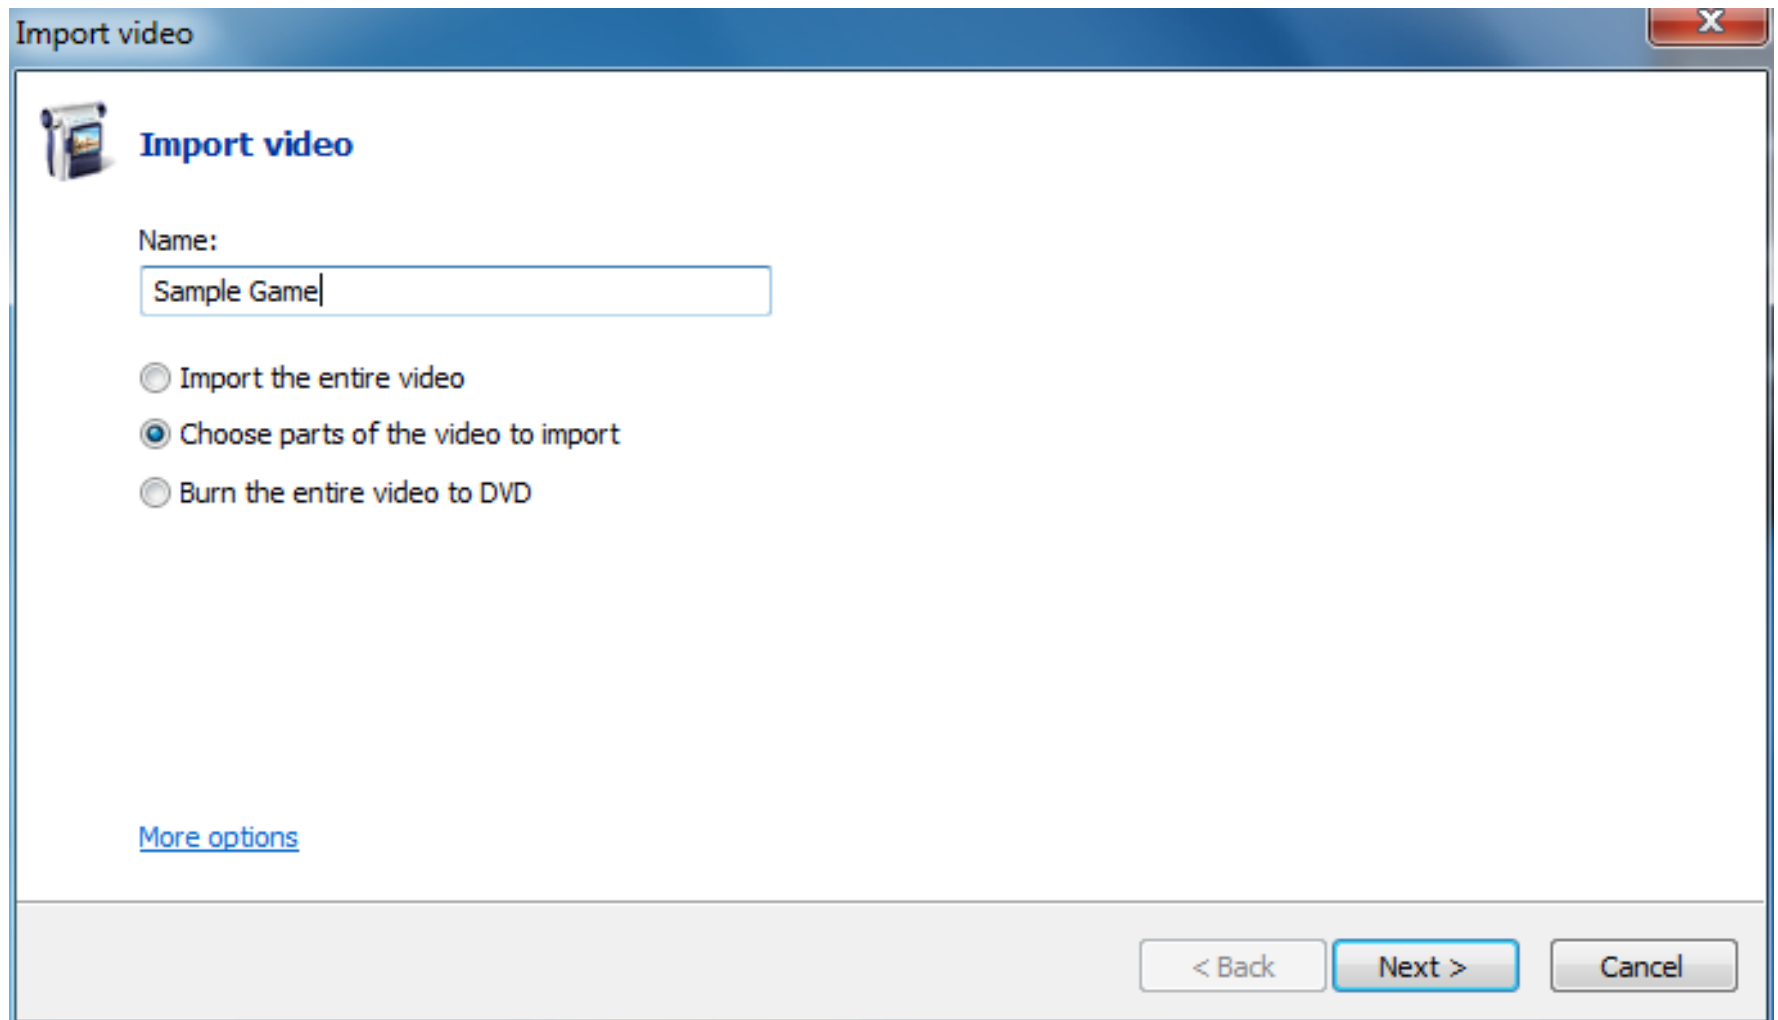 Import video
Import video
Name:
Sample Game
Import the entire video
Choose parts of the video to import
Burn the entire video to DVD
More options
< Back Next > Cancel